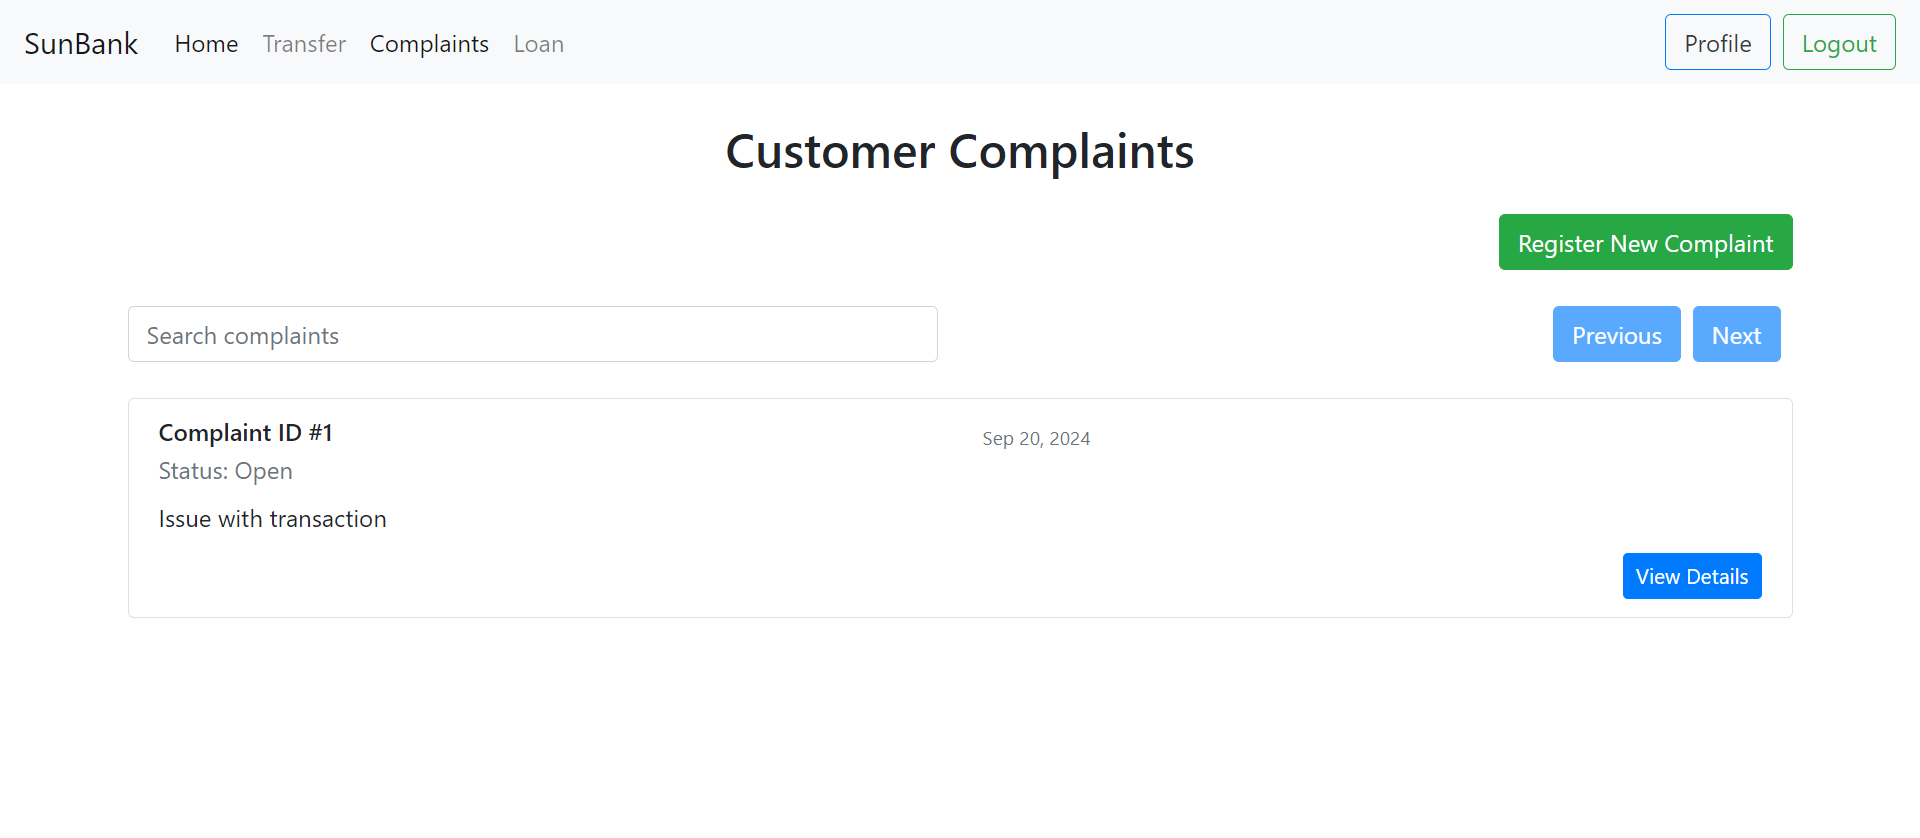 SunBank Home Transfer Complaints Loan Profile Logout
Customer Complaints
Register New Complaint
Search complaints Previous Next
Complaint ID #1 Sep 20, 2024
Status: Open
Issue with transaction
View Details